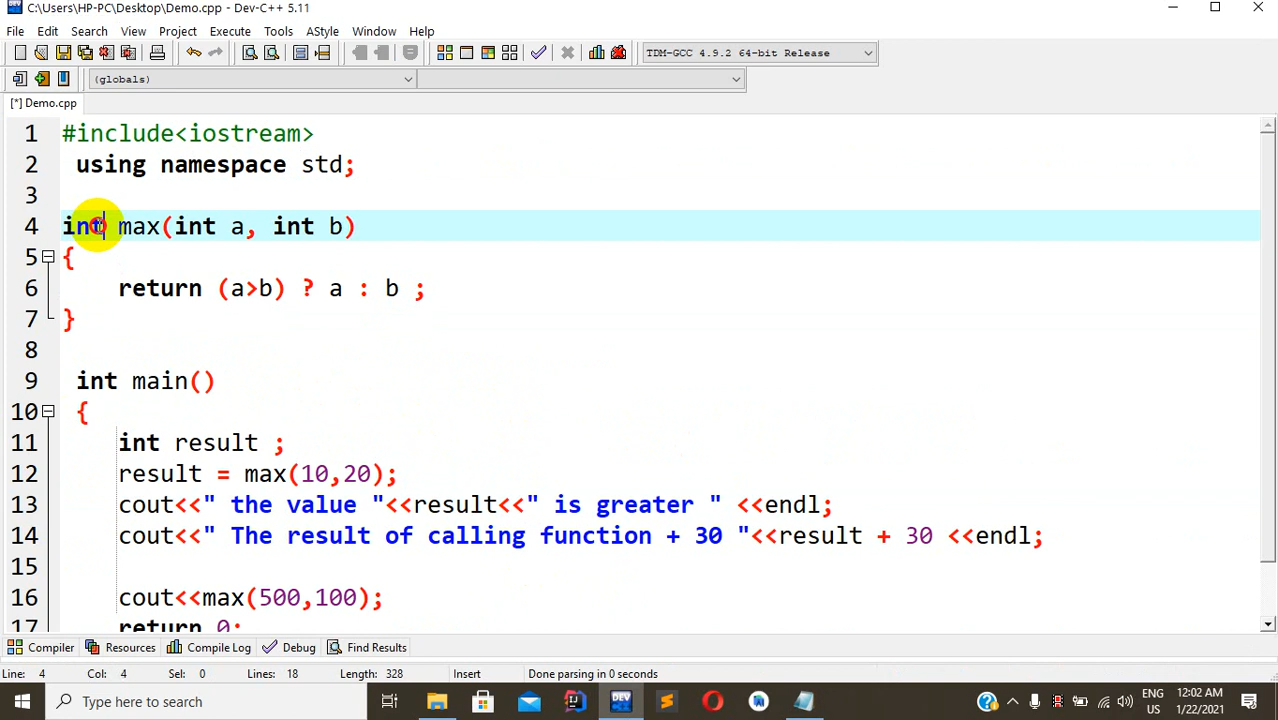 C:\Users\HP-PC\Desktop\Demo.cpp - Dev-C++ 5.11
File Edit Search View Project Execute Tools AStyle Window Help
TDM-GCC 4.9.2 64-bit Release
(globals)
[*] Demo.cpp
1 #include<iostream>
2 using namespace std;
3
4 int max(int a, int b)
5 {
6 return (a>b) ? a : b ;
7 }
8
9 int main()
10 {
11 int result ;
12 result = max(10,20);
13 cout<<" the value "<<result<<" is greater " <<endl;
14 cout<<" The result of calling function + 30 "<<result + 30 <<endl;
15
16 cout<<max(500,100);
17 return 0;
Compiler Resources Compile Log Debug Find Results
Line: 4 Col: 4 Sel: 0 Lines: 18 Length: 328 Insert Done parsing in 0 seconds
Type here to search
DEV
ENG
US
12:02 AM
1/22/2021